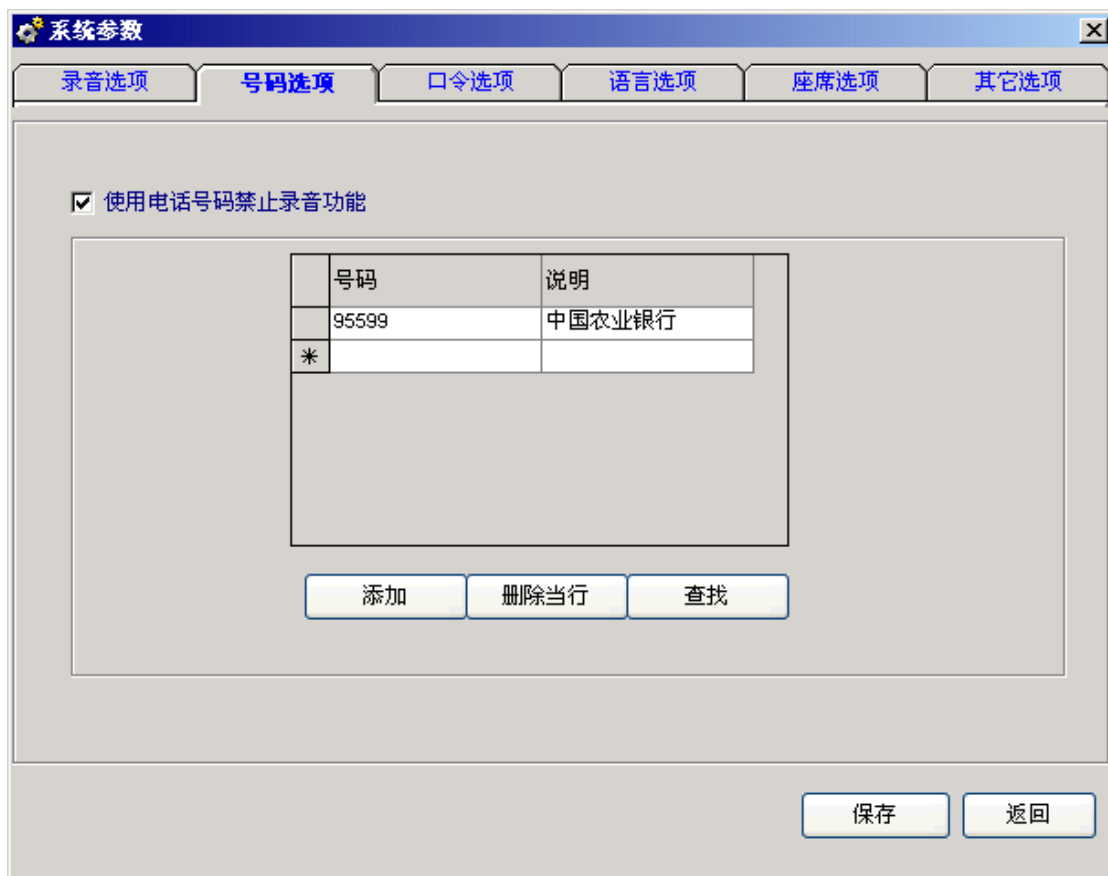 系统参数
录音选项 号码选项 口令选项 语言选项 座席选项 其它选项
使用电话号码禁止录音功能
号码 说明
95599 中国农业银行
*
添加 删除当行 查找
保存 返回